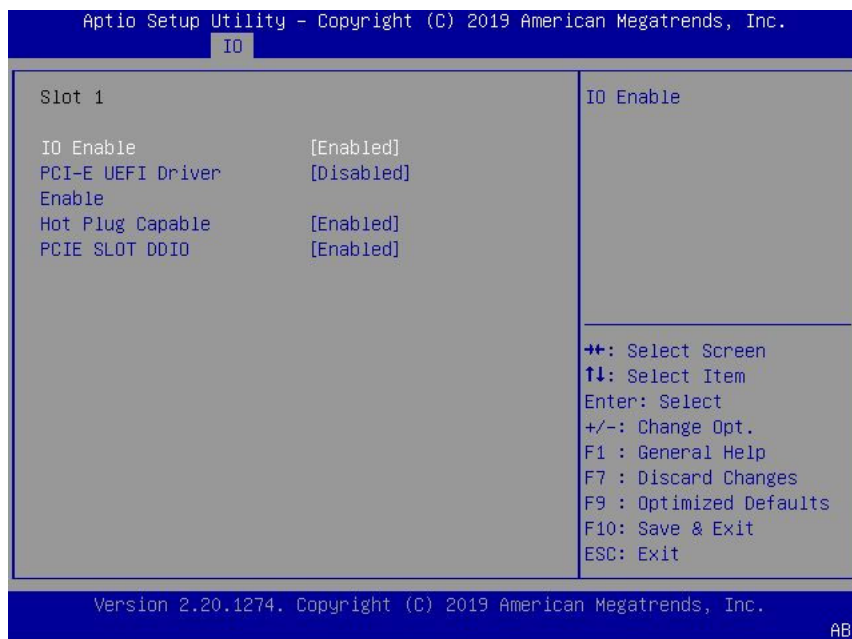 Aptio Setup Utility – Copyright (C) 2019 American Megatrends, Inc.
IO
Slot 1
IO Enable [Enabled]
PCI-E UEFI Driver [Disabled]
Enable
Hot Plug Capable [Enabled]
PCIE SLOT DDIO [Enabled]
IO Enable
→←: Select Screen
↑↓: Select Item
Enter: Select
+/-: Change Opt.
F1 : General Help
F7 : Discard Changes
F9 : Optimized Defaults
F10: Save & Exit
ESC: Exit
Version 2.20.1274. Copyright (C) 2019 American Megatrends, Inc.
AB